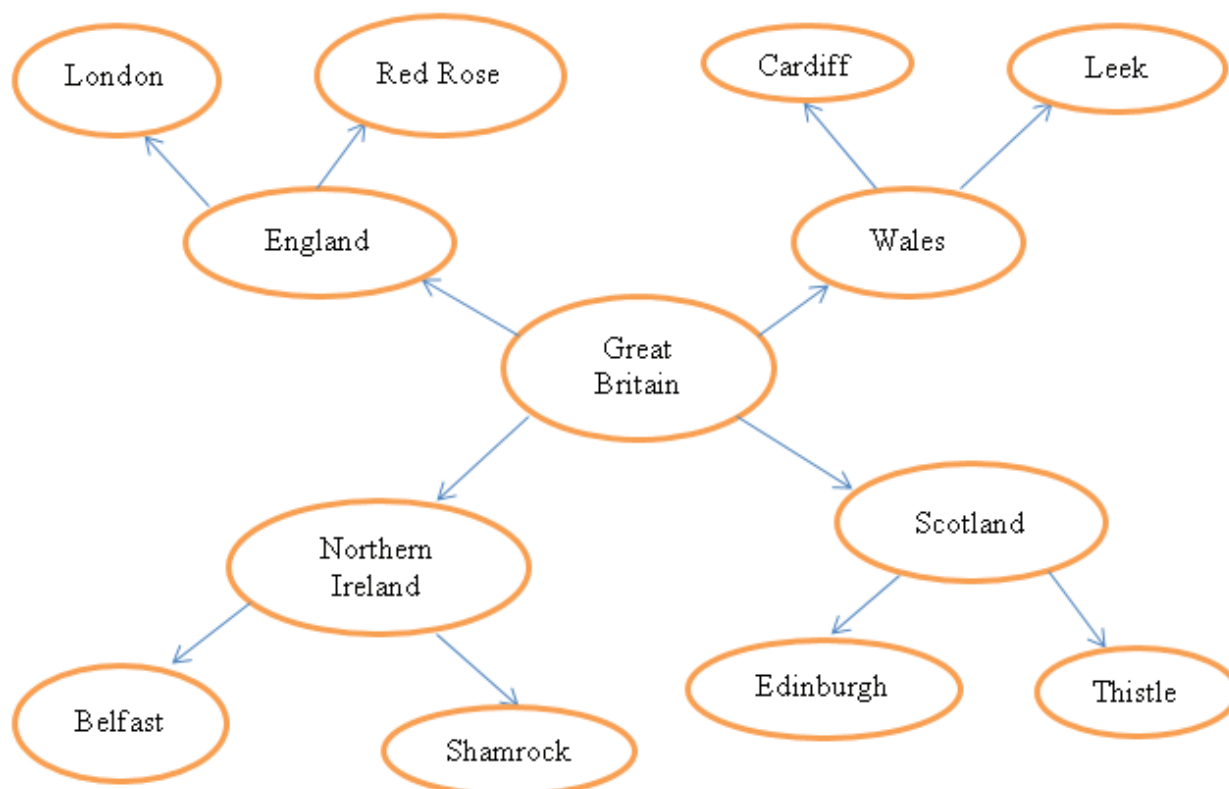 London
Red Rose
Cardiff
Leek
England
Wales
Great
Britain
Northern
Ireland
Scotland
Belfast
Shamrock
Edinburgh
Thistle